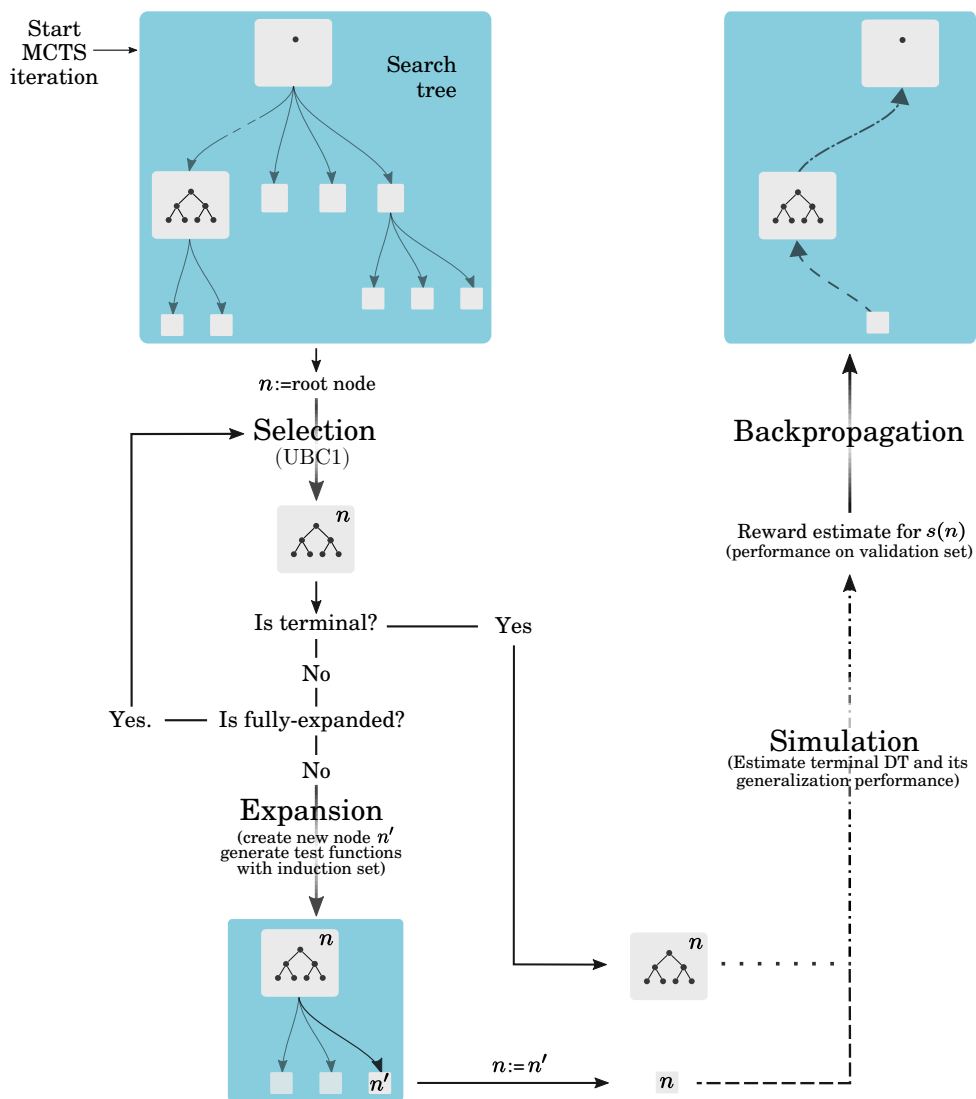 Start
MCTS
iteration
Search
tree
n:=root node
Selection
(UBC1)
n
Is terminal?
Yes
No
Yes.
Is fully-expanded?
No
Expansion
(create new node n′
generate test functions
with induction set)
n
n′
n:=n′
n
n
Simulation
(Estimate terminal DT and its
generalization performance)
Reward estimate for s(n)
(performance on validation set)
Backpropagation